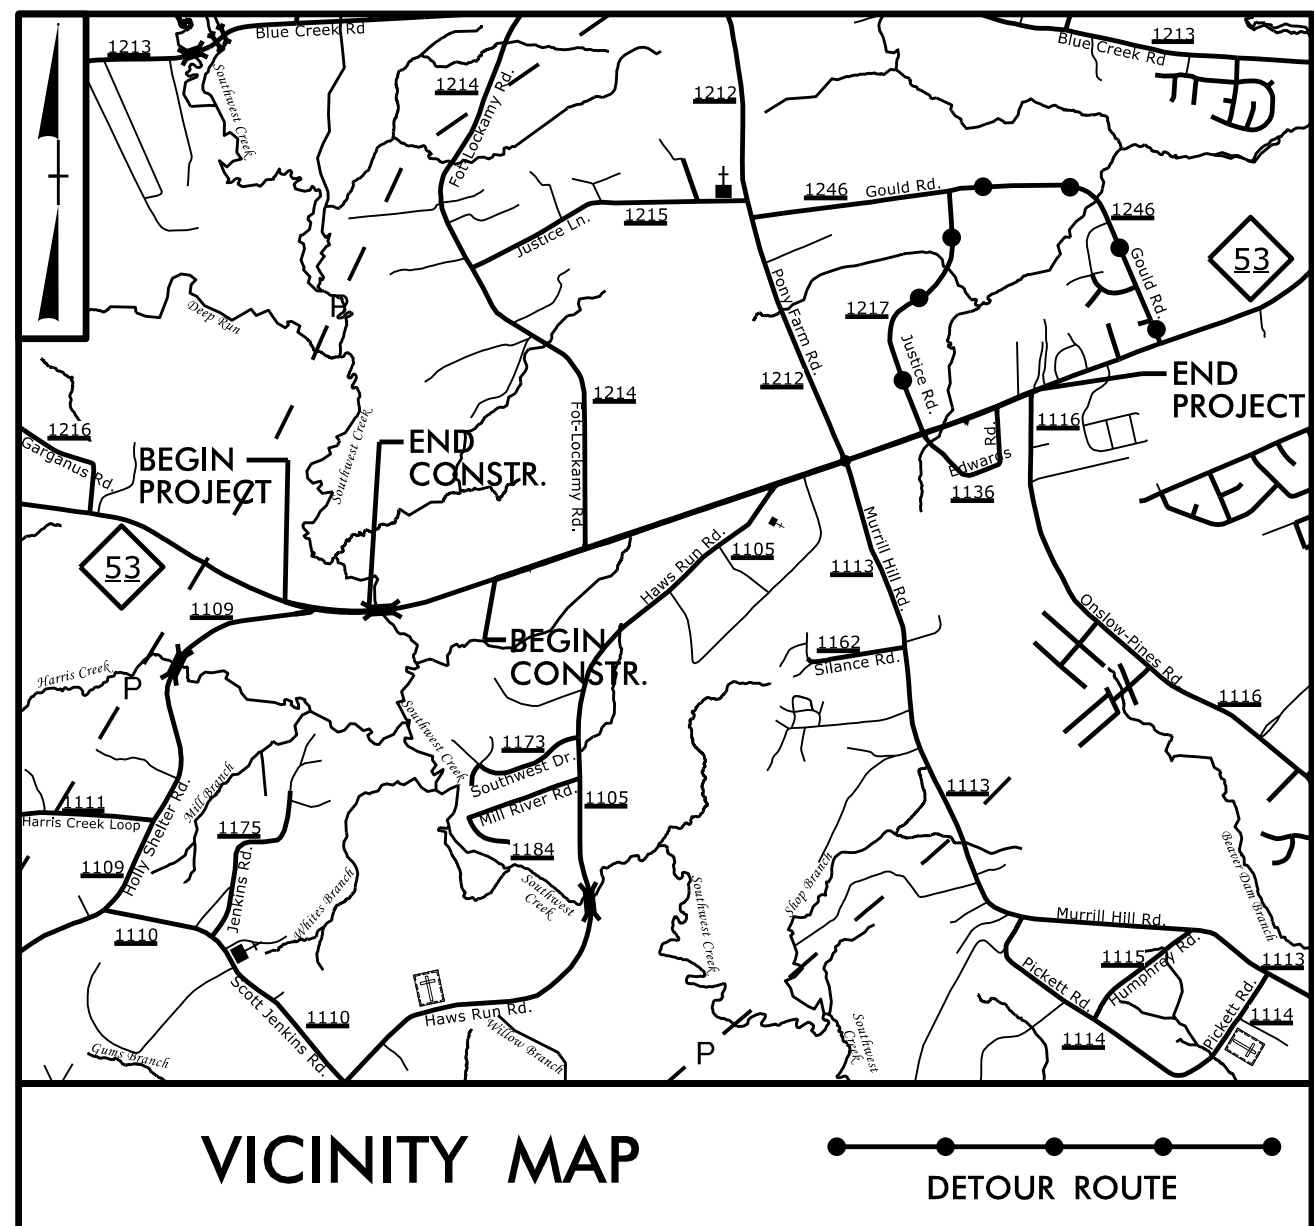 1213
Blue Creek Rd
1214
1212
1213
Blue Creek Rd
Southwest Creek
Fot-Lockamy Rd.
1246
Gould Rd.
1246
1215
Justice Ln.
Gould Rd.
53
Deep Run
P
Pony Farm Rd.
1217
Justice Rd.
1214
1212
END
PROJECT
1216
Garganus Rd.
BEGIN
PROJECT
END
CONSTR.
Southwest Creek
Fot-Lockamy Rd.
1116
Edwards
Rd.
1136
53
1109
Haws Run Rd.
1105
Murrill Hill Rd.
1113
BEGIN
CONSTR.
1162
Silance Rd.
Onslow-Pines Rd
1116
Harris Creek
P
Southwest Creek
1173
Southwest Dr.
Mill River Rd.
1105
1184
1113
1111
Harris Creek Loop
Holly Shelter Rd.
Mill Branch
1175
1109
Jenkins Rd.
Whites Branch
Southwest
Creek
Southwest Creek
Shop Branch
Beaver Dam Branch
1110
Murrill Hill Rd.
1115
Humphrey Rd.
1113
Pickett Rd.
Pickett Rd.
1114
1114
Scott Jenkins Rd.
1110
Haws Run Rd.
Willow Branch
Gums Branch
P
Southwest
Creek
VICINITY MAP
DETOUR ROUTE